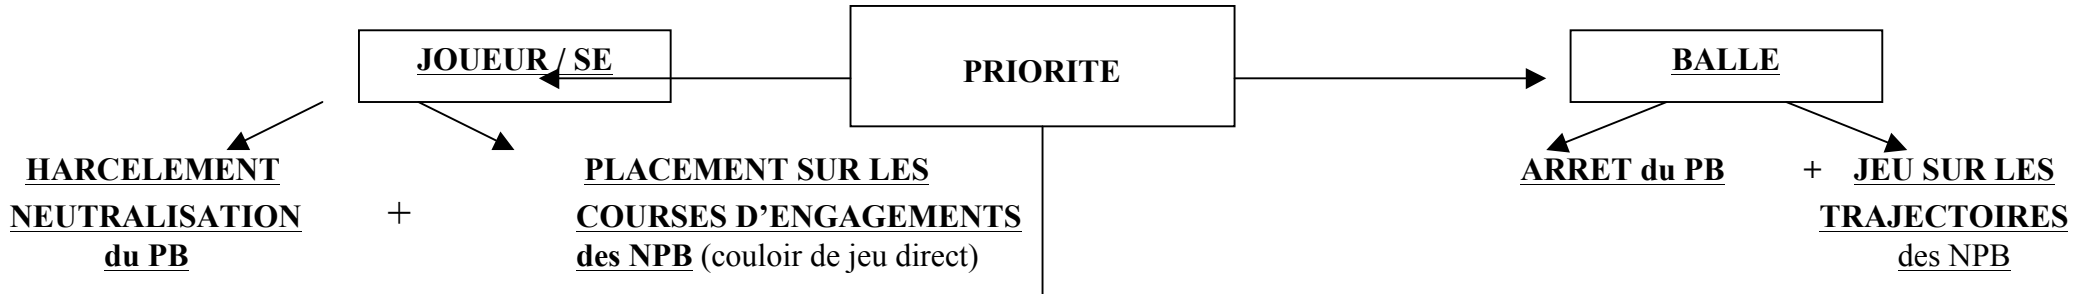 JOUEUR / SE
PRIORITE
BALLE
HARCELEMENT
NEUTRALISATION
du PB
+
PLACEMENT SUR LES
COURSES D’ENGAGEMENTS
des NPB (couloir de jeu direct)
ARRET du PB
+
JEU SUR LES
TRAJECTOIRES
des NPB